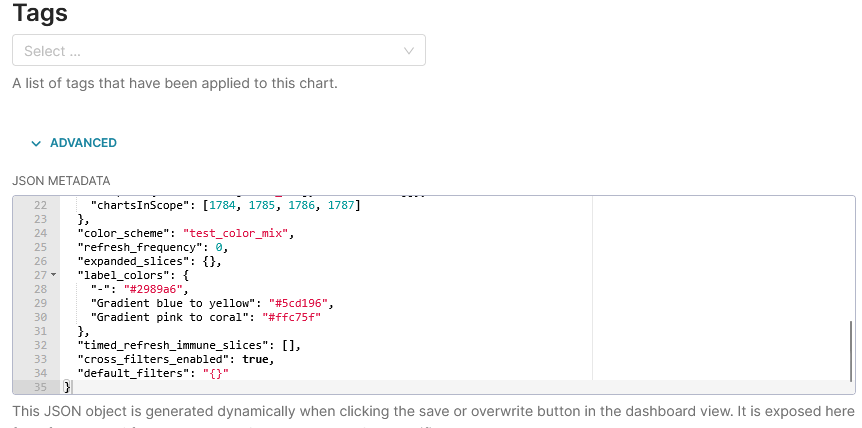 Tags
Select ...
A list of tags that have been applied to this chart.
ADVANCED
JSON METADATA
22 "chartsInScope": [1784, 1785, 1786, 1787]
23 },
24 "color_scheme": "test_color_mix",
25 "refresh_frequency": 0,
26 "expanded_slices": {},
27 "label_colors": {
28 "-": "#2989a6",
29 "Gradient blue to yellow": "#5cd196",
30 "Gradient pink to coral": "#ffc75f"
31 },
32 "timed_refresh_immune_slices": [],
33 "cross_filters_enabled": true,
34 "default_filters": "{}"
35 }
This JSON object is generated dynamically when clicking the save or overwrite button in the dashboard view. It is exposed here